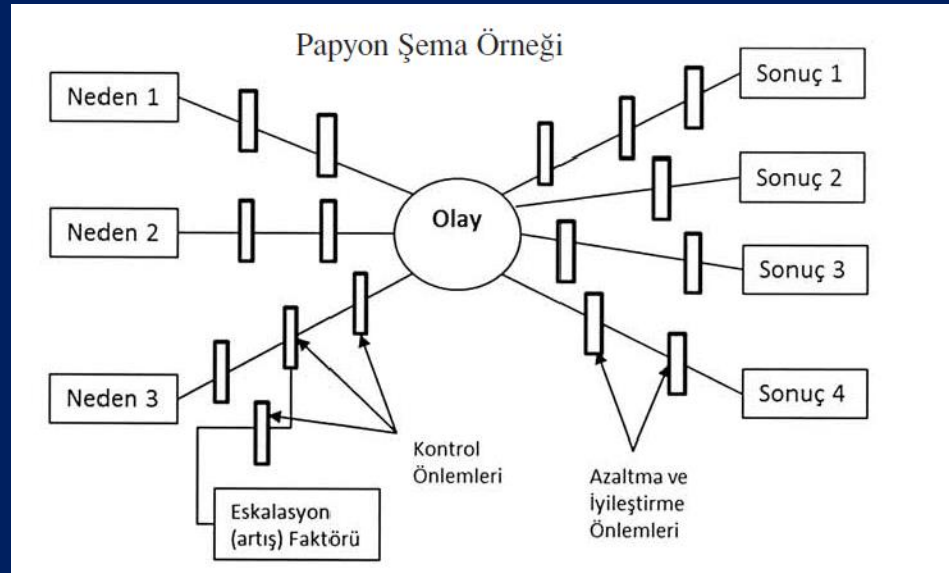 Papyon Şema Örneği
Neden 1
Neden 2
Neden 3
Olay
Sonuç 1
Sonuç 2
Sonuç 3
Sonuç 4
Kontrol
Önlemleri
Azaltma ve
İyileştirme
Önlemleri
Eskalasyon
(artış) Faktörü